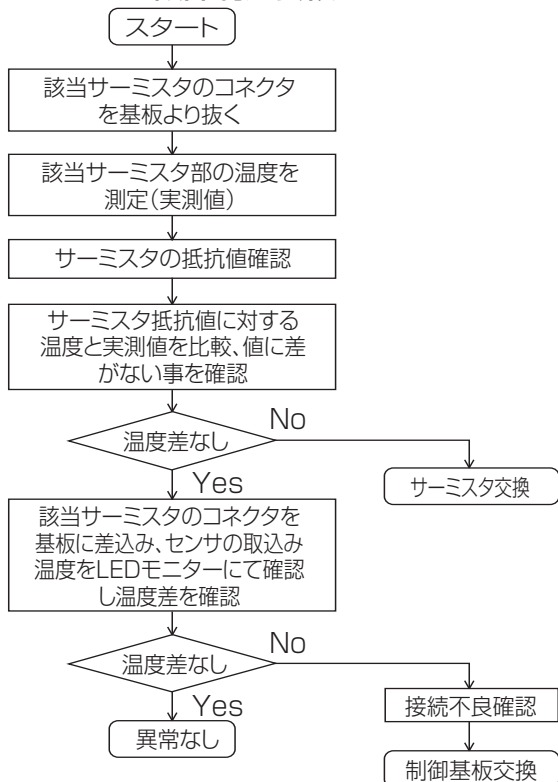 スタート
該当サーミスタのコネクタ
を基板より抜く
該当サーミスタ部の温度を
測定(実測値)
サーミスタの抵抗値確認
サーミスタ抵抗値に対する
温度と実測値を比較、値に差
がない事を確認
温度差なし
No
サーミスタ交換
Yes
該当サーミスタのコネクタを
基板に差込み、センサの取込み
温度をLEDモニターにて確認
し温度差を確認
温度差なし
No
接続不良確認
制御基板交換
Yes
異常なし